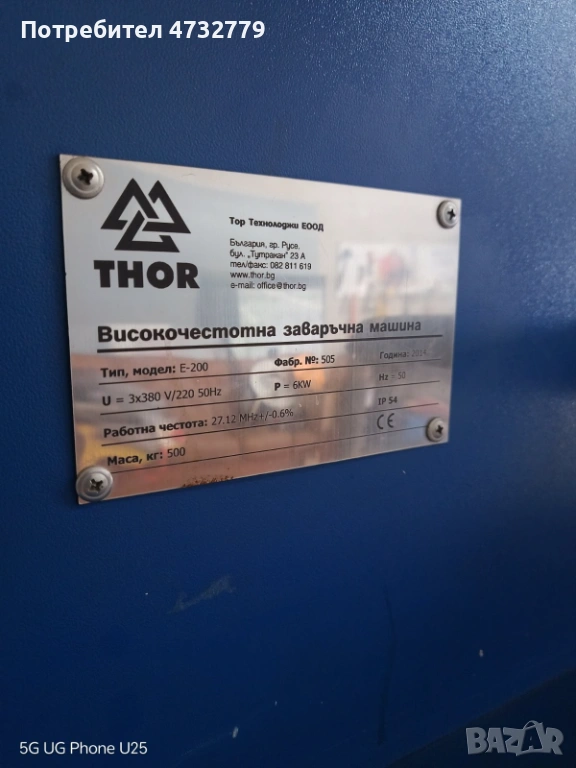 Потребител 4732779
THOR
Тор Технолоджи ЕООД
България, гр. Русе,
бул. „Тутракан" 23 А
тел/факс: 082 811 619
www.thor.bg
e-mail: office@thor.bg
Високочестотна заваръчна машина
Тип, модел: E-200 Фабр. №: 505 Година:
U = 3x380 V/220 50Hz P = 6KW Hz = 50
Работна честота: 27.12 MHz+/-0.6% IP 54
Маса, кг: 500 CE
5G UG Phone U25
BAZAR